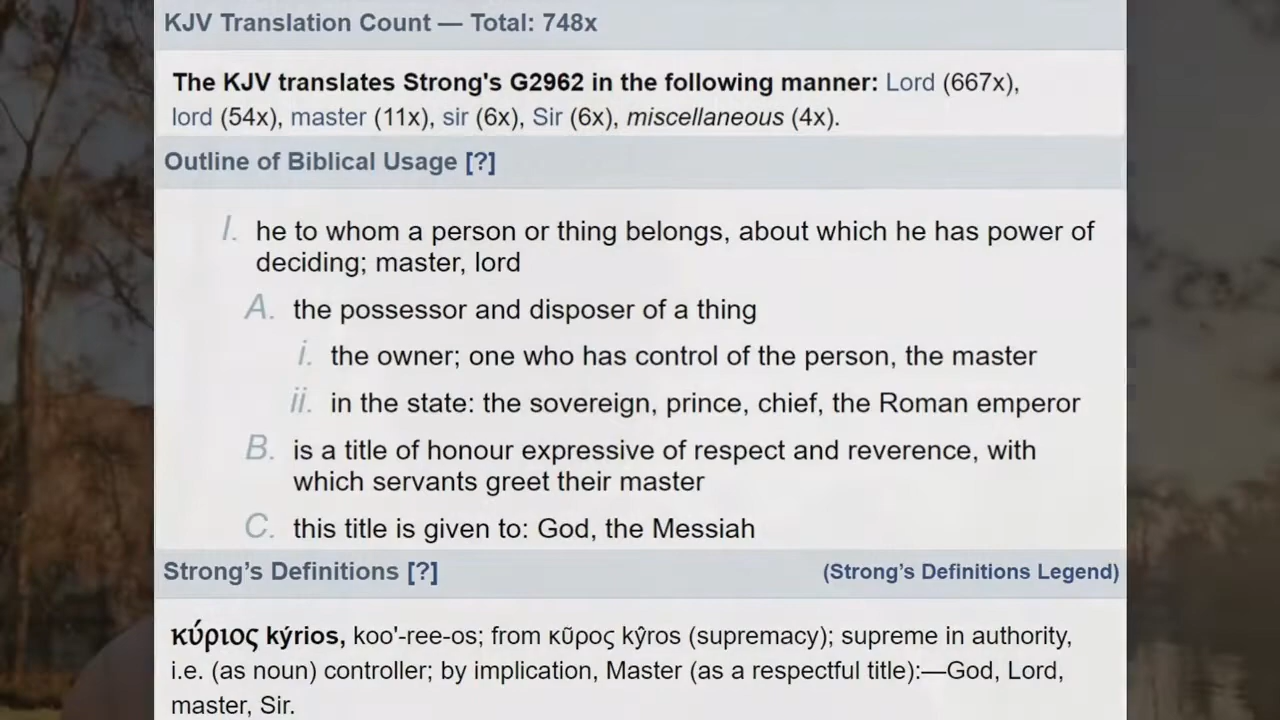 KJV Translation Count — Total: 748x
The KJV translates Strong's G2962 in the following manner: Lord (667x),
lord (54x), master (11x), sir (6x), Sir (6x), miscellaneous (4x).
Outline of Biblical Usage [?]
I. he to whom a person or thing belongs, about which he has power of
deciding; master, lord
A. the possessor and disposer of a thing
i. the owner; one who has control of the person, the master
ii. in the state: the sovereign, prince, chief, the Roman emperor
B. is a title of honour expressive of respect and reverence, with
which servants greet their master
C. this title is given to: God, the Messiah
Strong’s Definitions [?] (Strong’s Definitions Legend)
κύριος kýrios, koo'-ree-os; from κῦρος kŷros (supremacy); supreme in authority,
i.e. (as noun) controller; by implication, Master (as a respectful title):—God, Lord,
master, Sir.